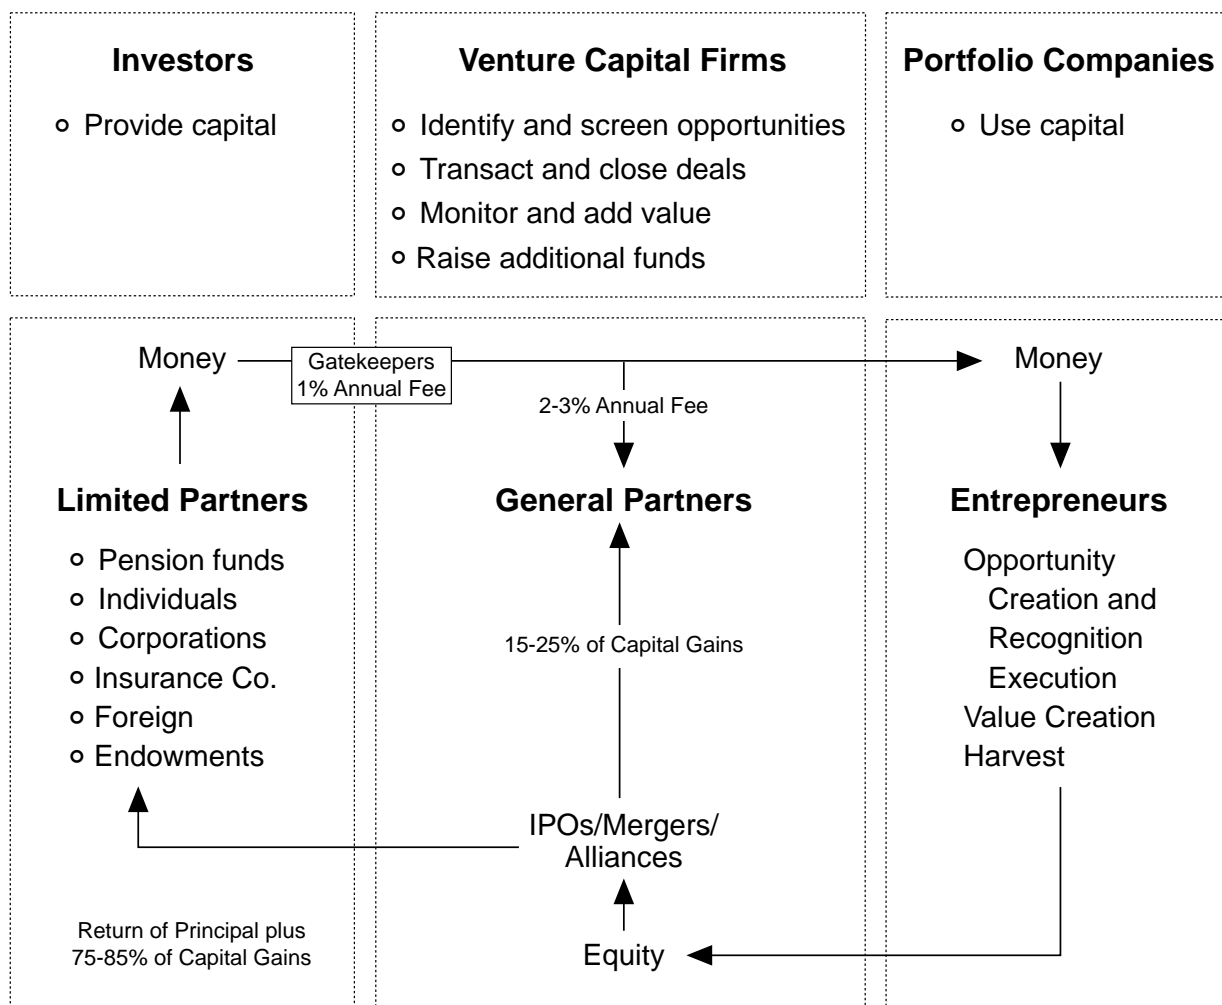 Investors
Provide capital
Venture Capital Firms
Identify and screen opportunities
Transact and close deals
Monitor and add value
Raise additional funds
Portfolio Companies
Use capital
Money
Gatekeepers
1% Annual Fee
2-3% Annual Fee
Money
Limited Partners
Pension funds
Individuals
Corporations
Insurance Co.
Foreign
Endowments
General Partners
15-25% of Capital Gains
IPOs/Mergers/
Alliances
Equity
Entrepreneurs
Opportunity
Creation and
Recognition
Execution
Value Creation
Harvest
Return of Principal plus
75-85% of Capital Gains